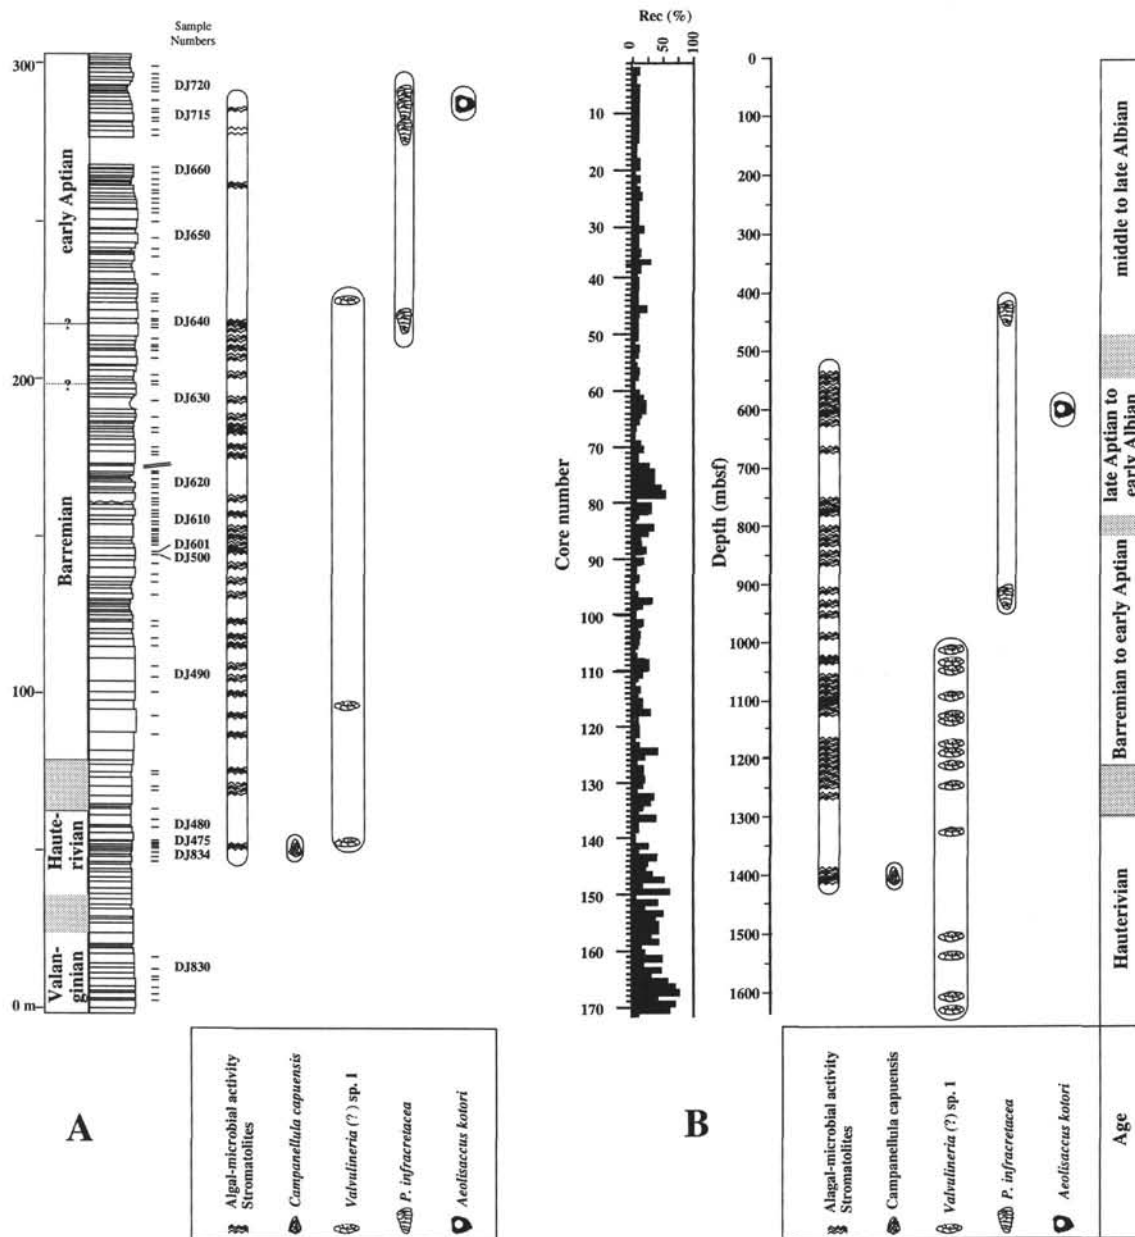 Sample
Numbers
300
200
100
0 m
early Aptian
?
?
Barremian
Haute-
rivian
Valan-
ginian
DJ720
DJ715
DJ660
DJ650
DJ640
DJ630
DJ620
DJ610
DJ601
DJ500
DJ490
DJ480
DJ475
DJ834
DJ830
A
Algal-microbial activity
Stromatolites
Campanellula capuensis
Valvulineria (?) sp. 1
P. infracretacea
Aeolisaccus kotori
Rec (%)
0
50
100
Core number
10
20
30
40
50
60
70
80
90
100
110
120
130
140
150
160
170
Depth (mbsf)
0
100
200
300
400
500
600
700
800
900
1000
1100
1200
1300
1400
1500
1600
middle to late Albian
late Aptian to
early Albian
Barremian to early Aptian
Hauterivian
Age
B
Alagal-microbial activity
Stromatolites
Campanellula capuensis
Valvulineria (?) sp. 1
P. infracretacea
Aeolisaccus kotori